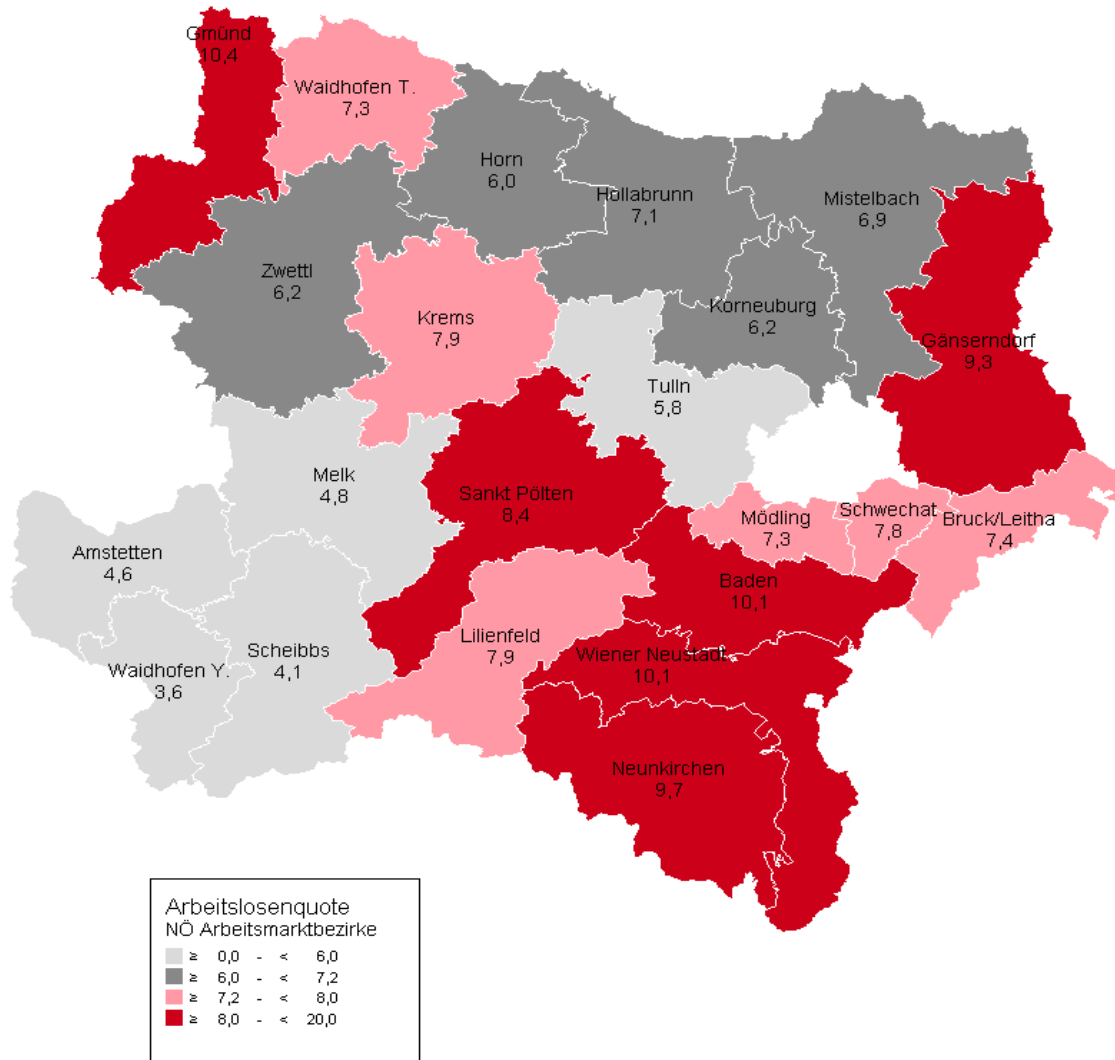 Gmünd
10,4
Waidhofen T.
7,3
Horn
6,0
Hollabrunn
7,1
Mistelbach
6,9
Zwettl
6,2
Krems
7,9
Korneuburg
6,2
Gänserndorf
9,3
Tulln
5,8
Melk
4,8
Sankt Pölten
8,4
Mödling
7,3
Schwechat
7,8
Bruck/Leitha
7,4
Amstetten
4,6
Baden
10,1
Lilienfeld
7,9
Scheibbs
4,1
Waidhofen Y.
3,6
Wiener Neustadt
10,1
Neunkirchen
9,7
Arbeitslosenquote
NÖ Arbeitsmarktbezirke
≥ 0,0 - < 6,0
≥ 6,0 - < 7,2
≥ 7,2 - < 8,0
≥ 8,0 - < 20,0